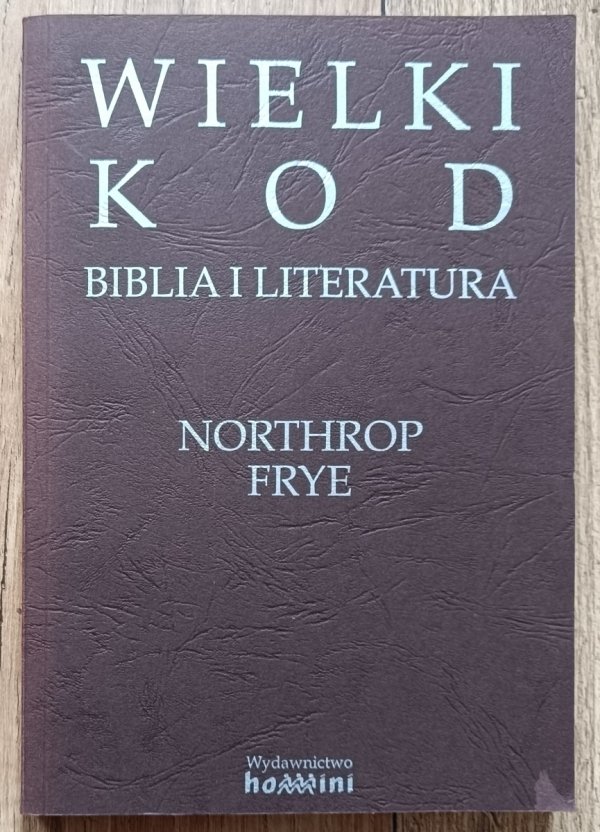 WIELKI
KOD
BIBLIA I LITERATURA
NORTHROP
FRYE
Wydawnictwo
homini